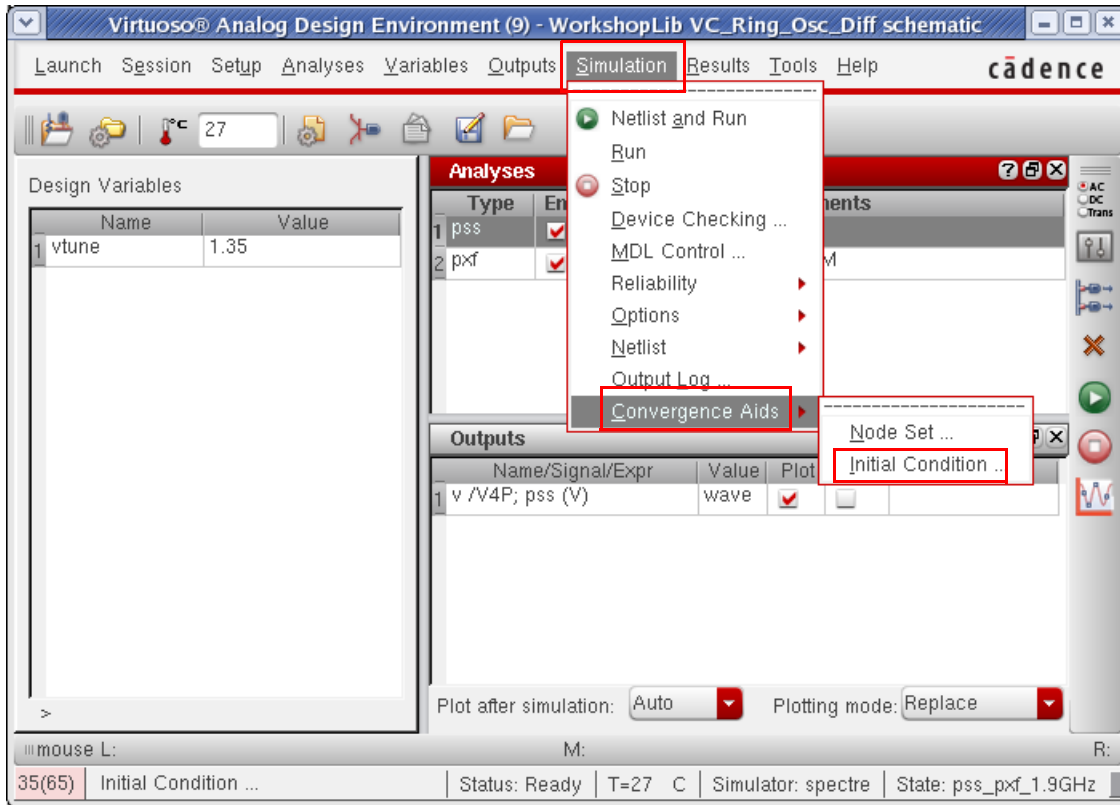 Virtuoso® Analog Design Environment (9) - WorkshopLib VC_Ring_Osc_Diff schematic
Launch Session Setup Analyses Variables Outputs Simulation Results Tools Help cādence
°C 27
Design Variables
Name Value
1 vtune 1.35
Analyses
Type En ments
1 pss
2 pxf M
AC
DC
Trans
Netlist and Run
Run
Stop
Device Checking ...
MDL Control ...
Reliability
Options
Netlist
Output Log ...
Convergence Aids
Node Set ...
Initial Condition ..
Outputs
Name/Signal/Expr Value Plot
1 v /V4P; pss (V) wave
Plot after simulation: Auto Plotting mode: Replace
>
mouse L: M: R:
35(65) Initial Condition ... Status: Ready T=27 C Simulator: spectre State: pss_pxf_1.9GHz